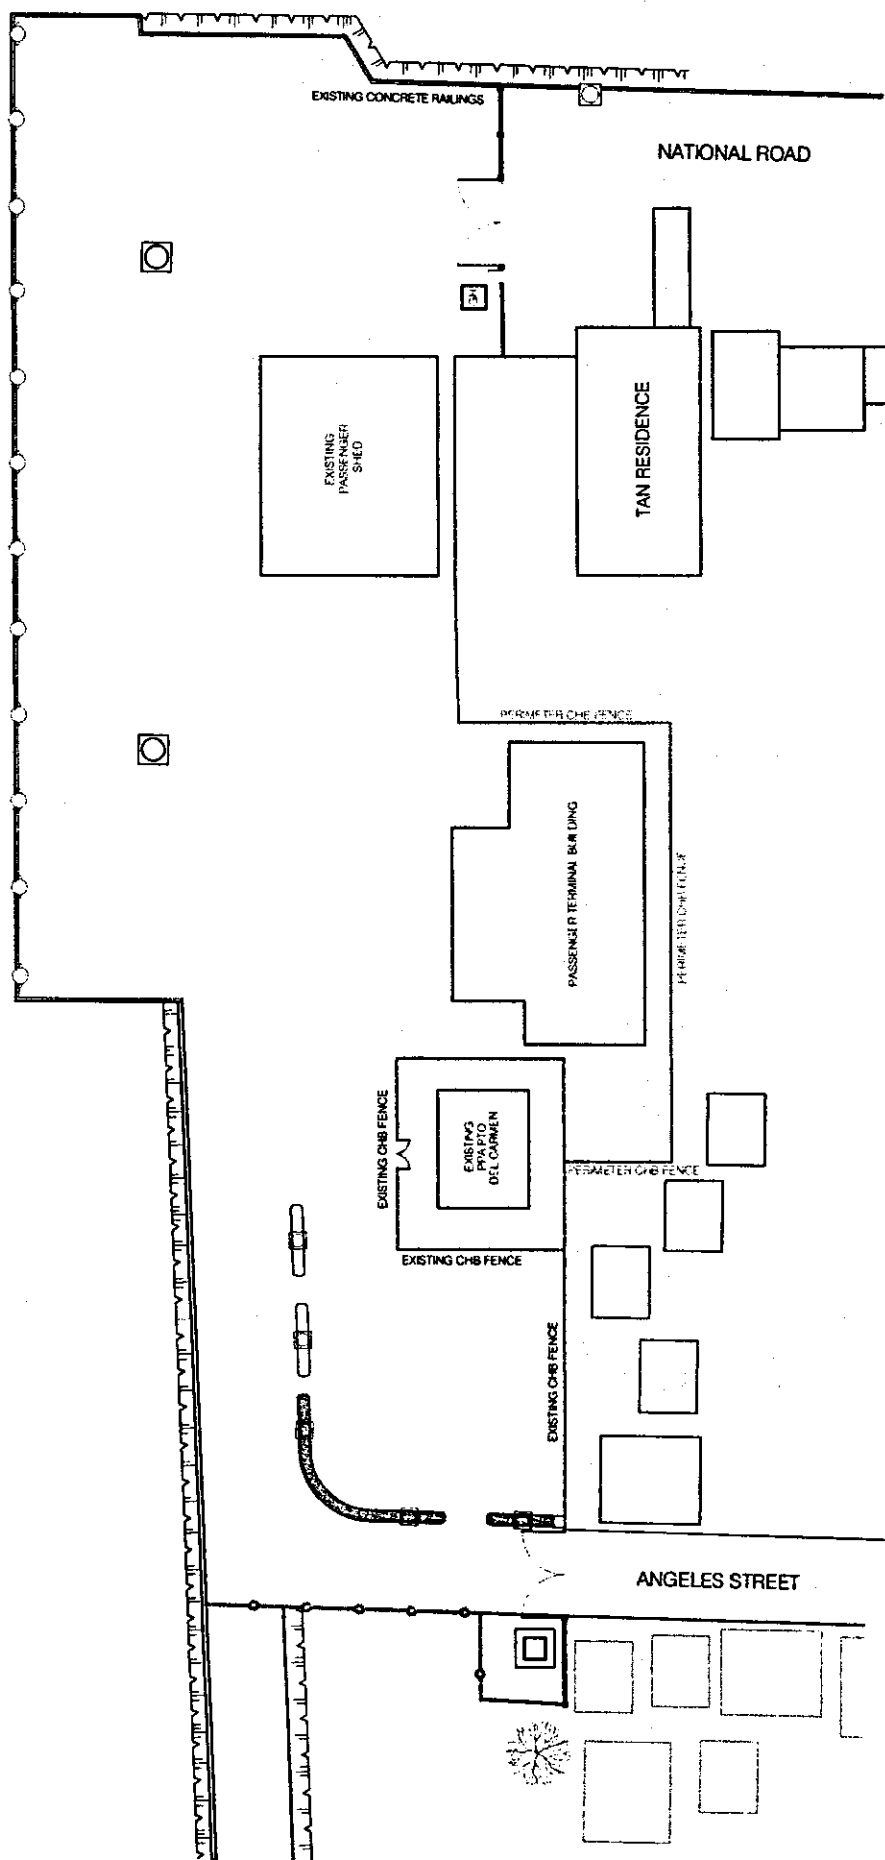 EXISTING CONCRETE RAILINGS
NATIONAL ROAD
GH
EXISTING
PASSENGER
SHED
TAN RESIDENCE
PERIMETER CHB FENCE
PASSENGER TERMINAL BUILDING
PERIMETER CHB FENCE
EXISTING CHB FENCE
EXISTING
PPA PTO
DEL CARMEN
PERIMETER CHB FENCE
EXISTING CHB FENCE
EXISTING CHB FENCE
ANGELES STREET